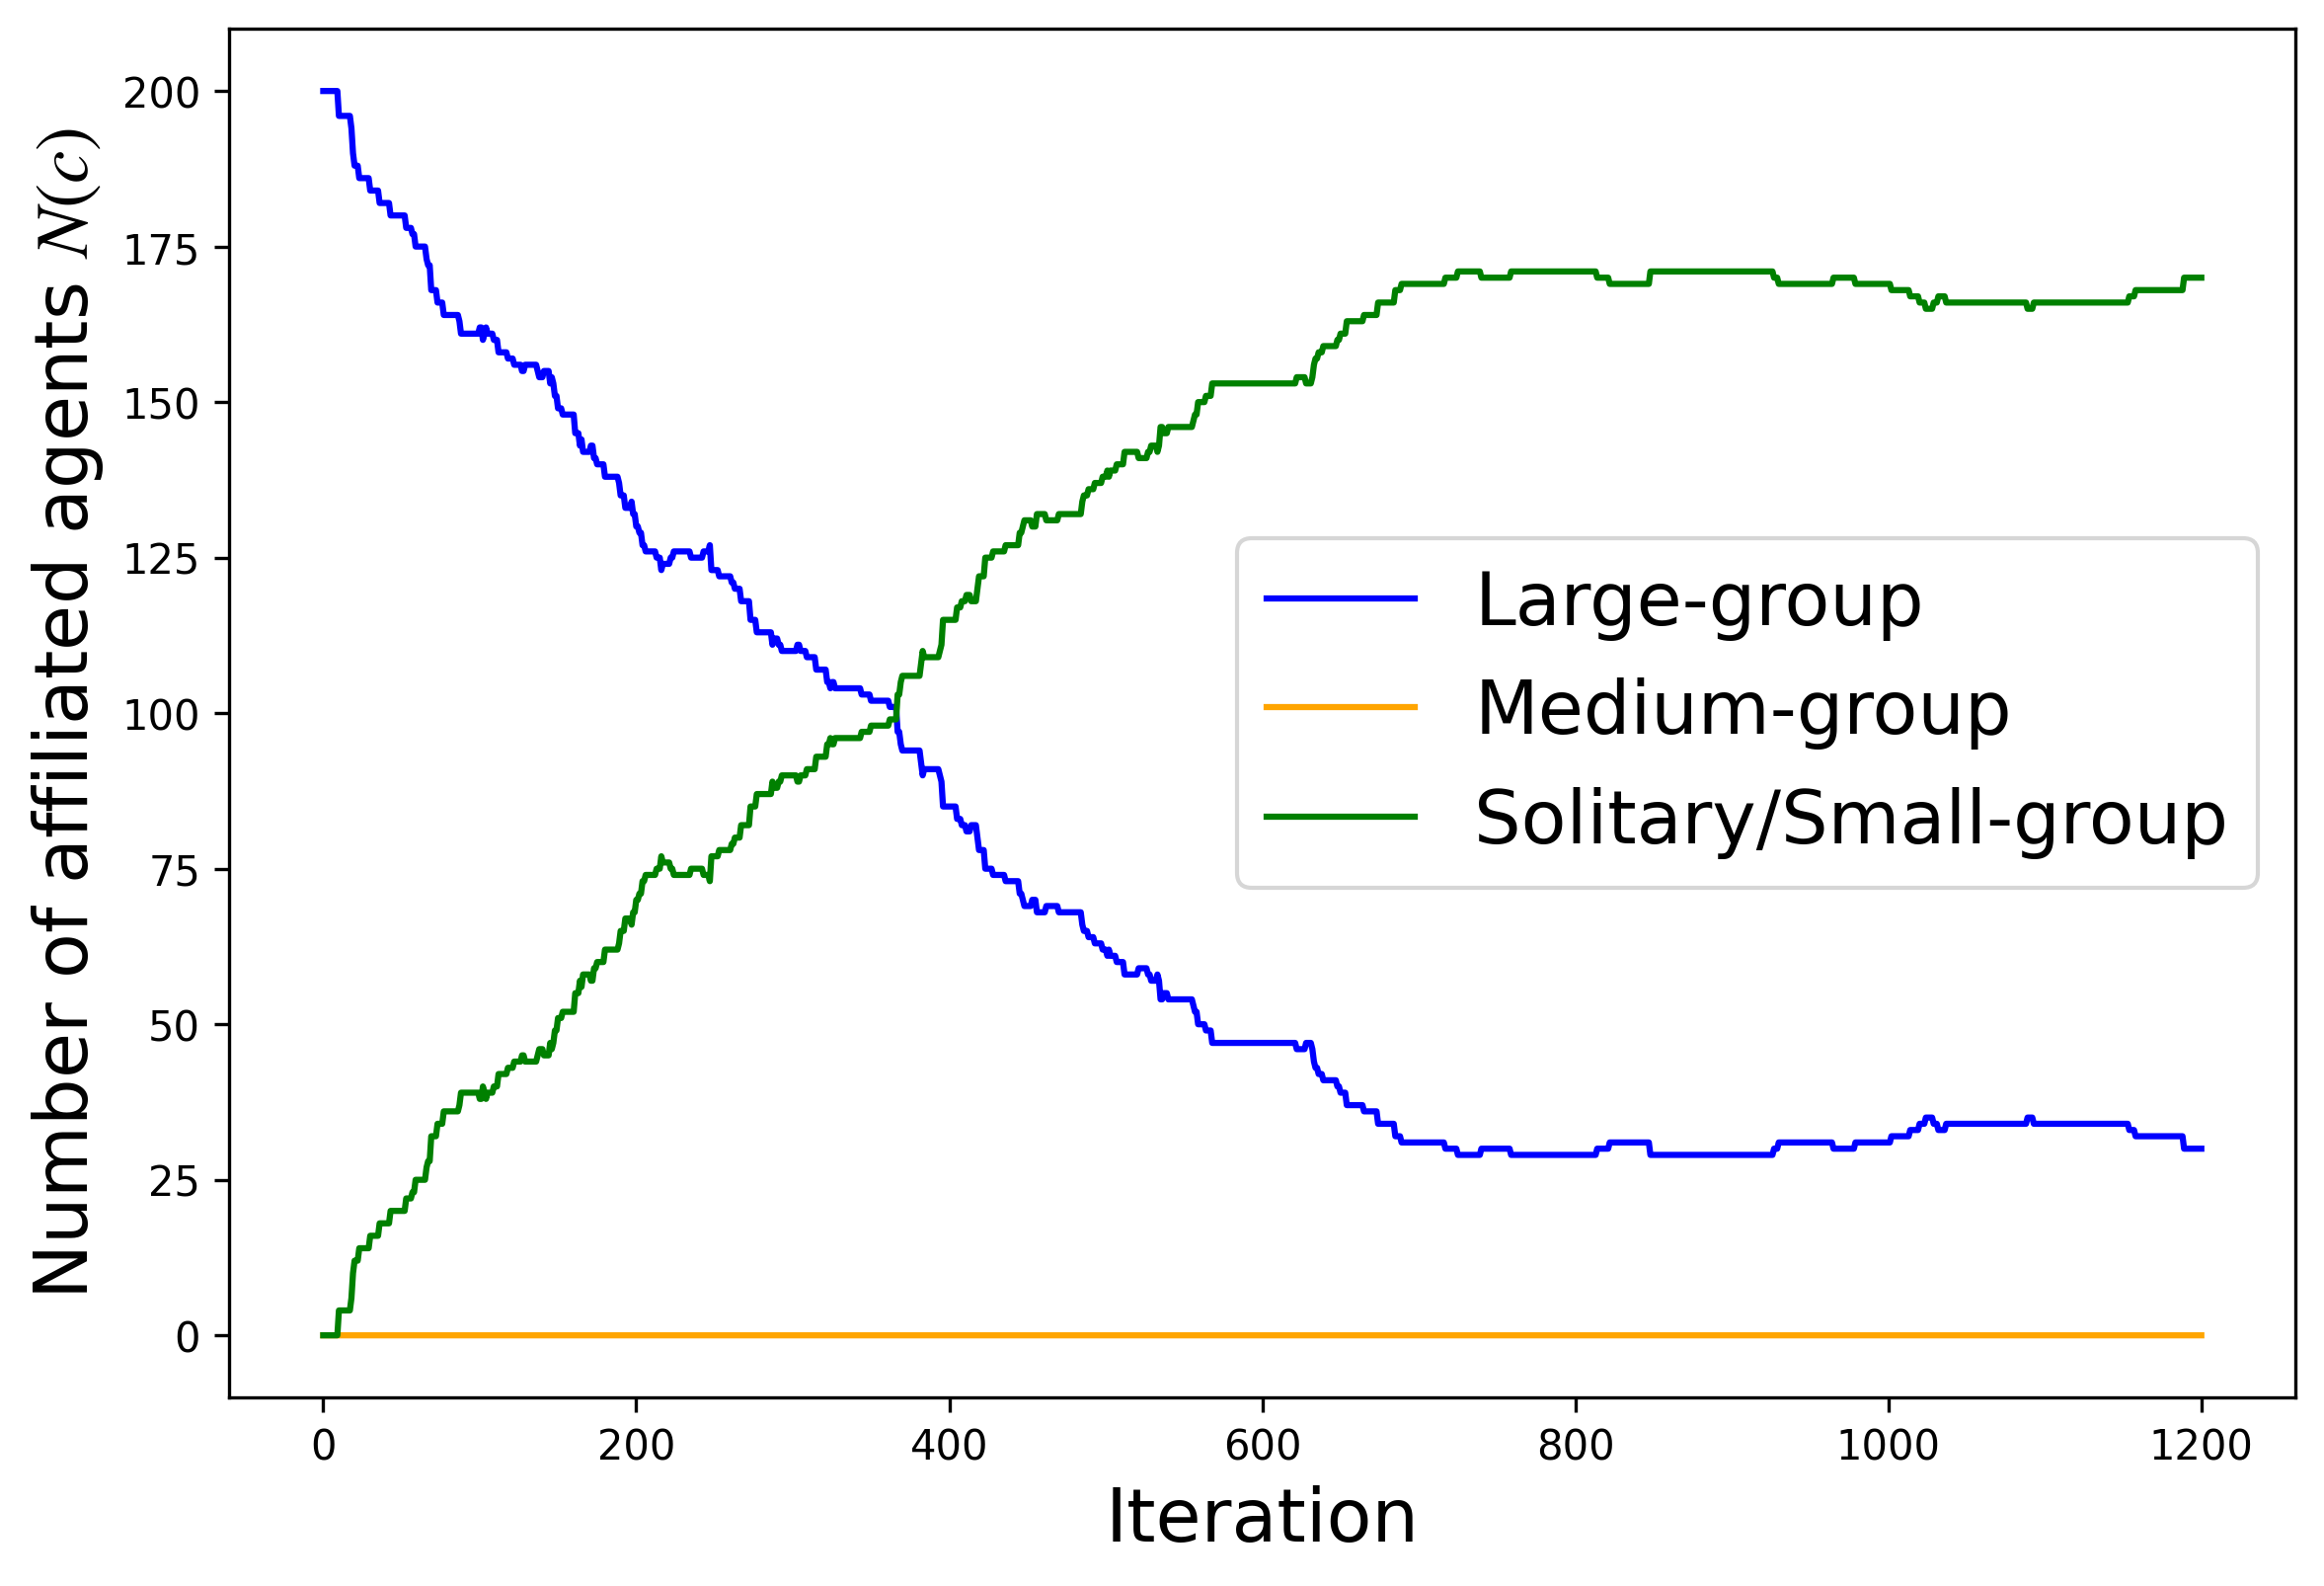 Number of affiliated agents N(c)
200
175
150
125
100
75
50
25
0
Large-group
Medium-group
Solitary/Small-group
0 200 400 600 800 1000 1200
Iteration